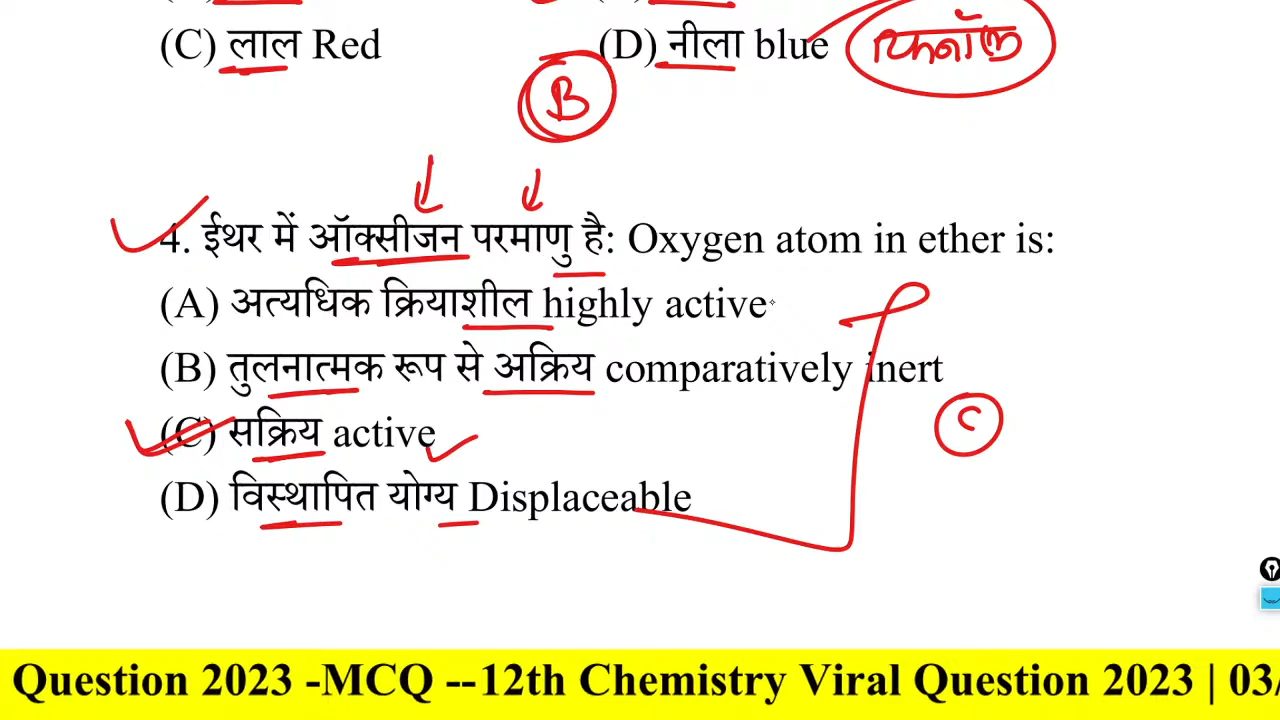 (C) लाल Red (D) नीला blue फिनॉल
B
4. ईथर में ऑक्सीजन परमाणु है: Oxygen atom in ether is:
(A) अत्यधिक क्रियाशील highly active
(B) तुलनात्मक रूप से अक्रिय comparatively inert
(C) सक्रिय active
C
(D) विस्थापित योग्य Displaceable
Question 2023 -MCQ --12th Chemistry Viral Question 2023 | 03/